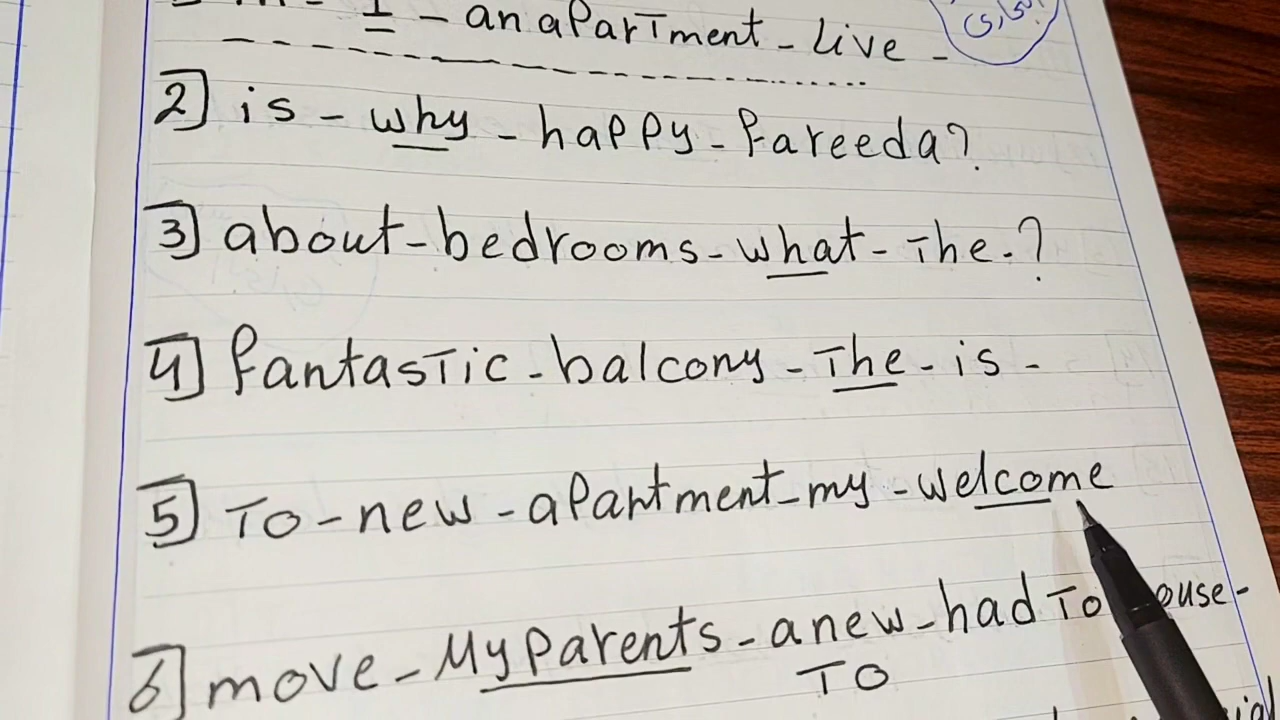 I - an apartment - Live -
2] is - why - happy - Fareeda?
3] about - bedrooms - what - The - ?
4] fantastic - balcony - The - is -
5] To - new - apartment - my - welcome
6] move - My parents - a new - had To
To